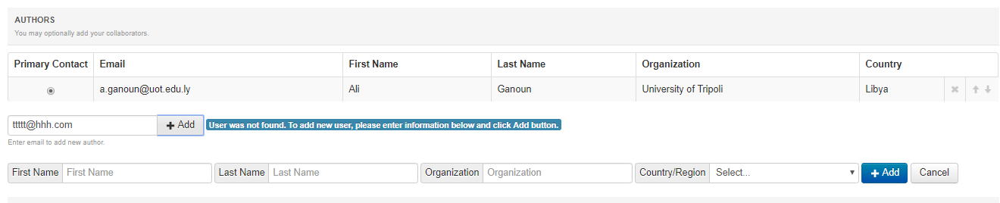 AUTHORS
You may optionally add your collaborators.
Primary Contact Email First Name Last Name Organization Country
a.ganoun@uot.edu.ly Ali Ganoun University of Tripoli Libya
tttttt@hhh.com + Add User was not found. To add new user, please enter information below and click Add button.
Enter email to add new author.
First Name First Name Last Name Last Name Organization Organization Country/Region Select... + Add Cancel